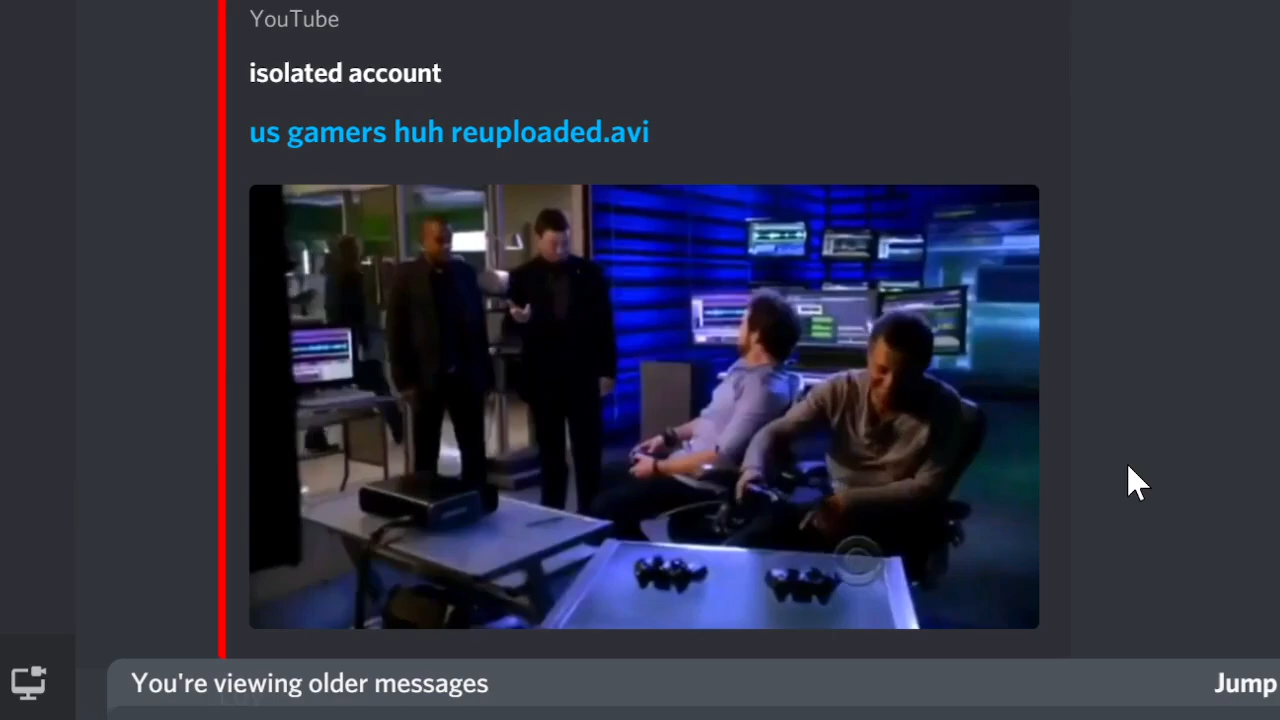 YouTube
isolated account
us gamers huh reuploaded.avi
You're viewing older messages
Jump